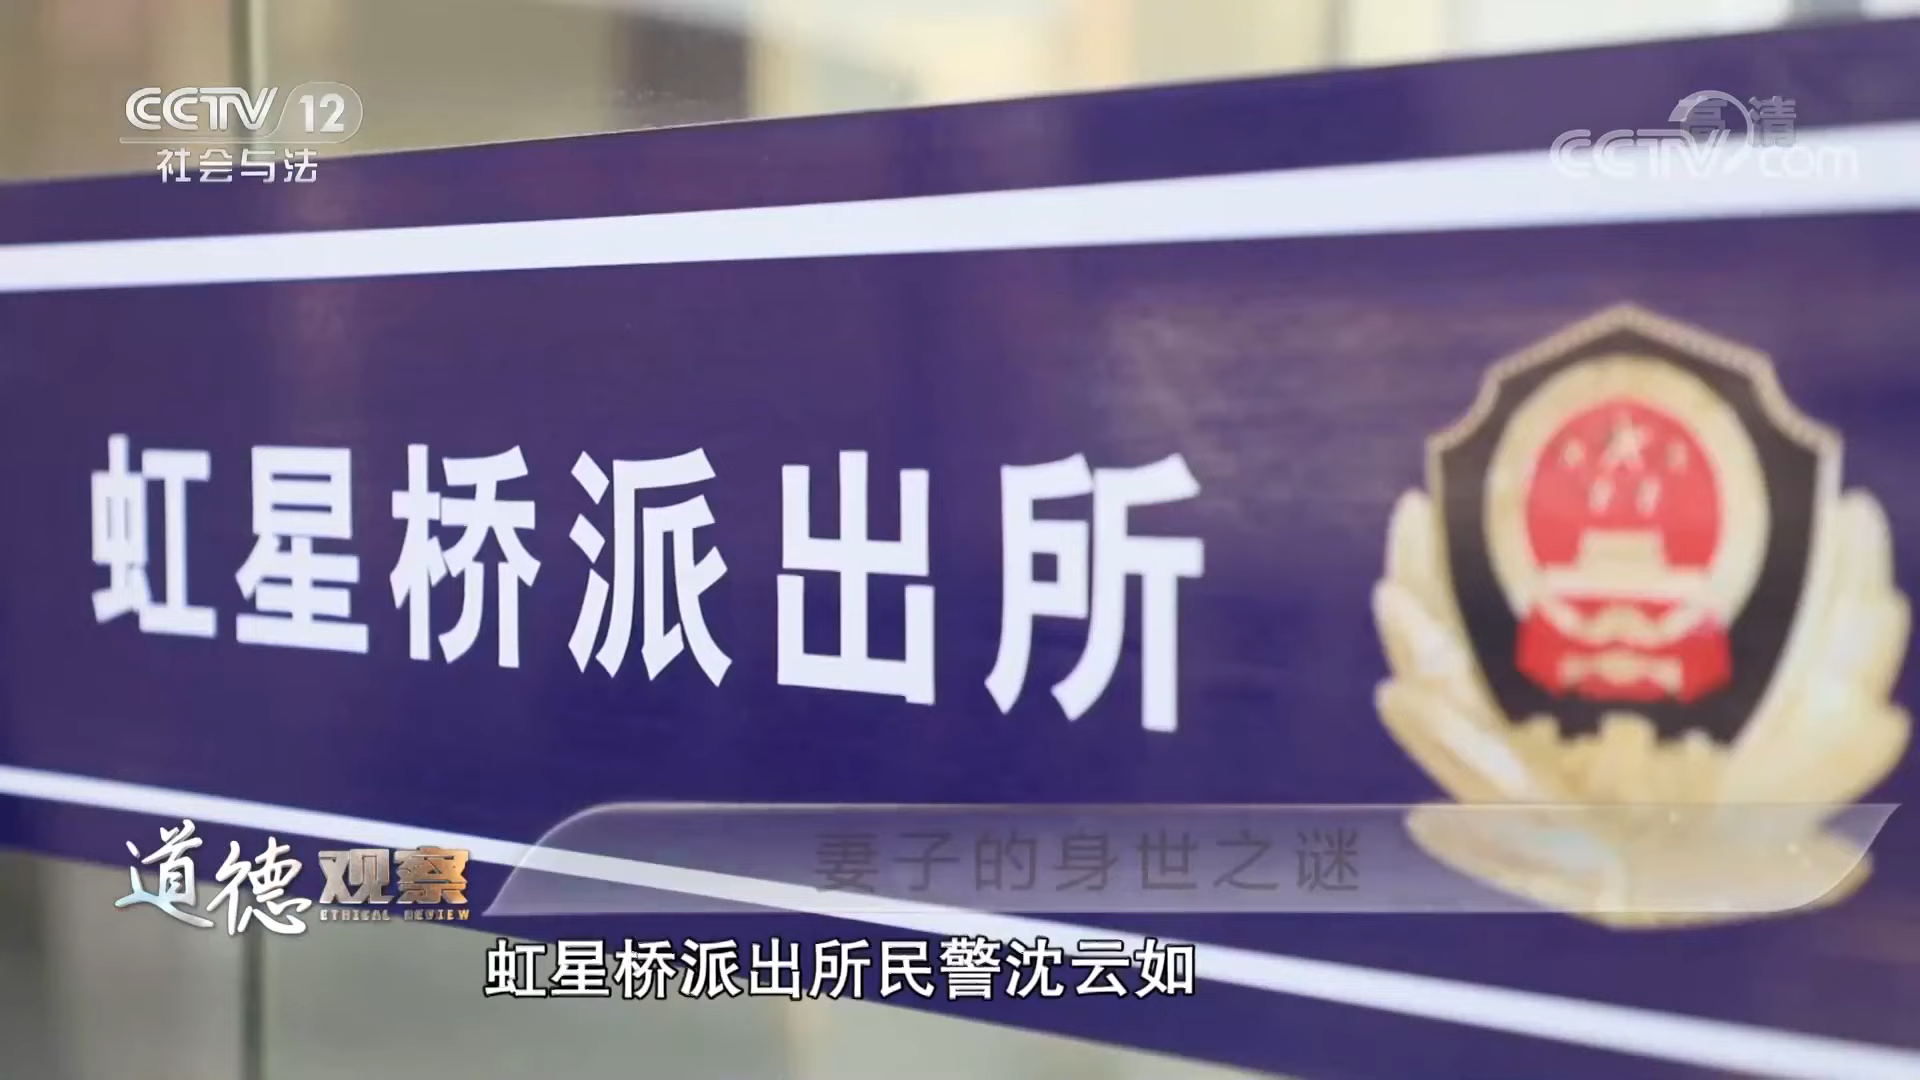 CCTV 12
社会与法
高清
CCTV.com
虹星桥派出所
妻子的身世之谜
道德观察
ETHICAL REVIEW
虹星桥派出所民警沈云如